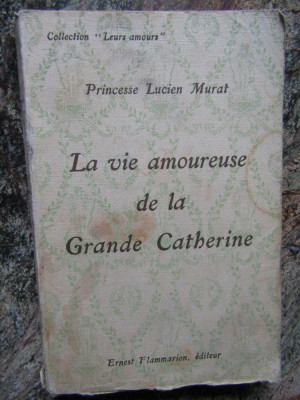 Collection "Leurs amours"
Princesse Lucien Murat
La vie amoureuse
de la
Grande Catherine
Ernest Flammarion, éditeur